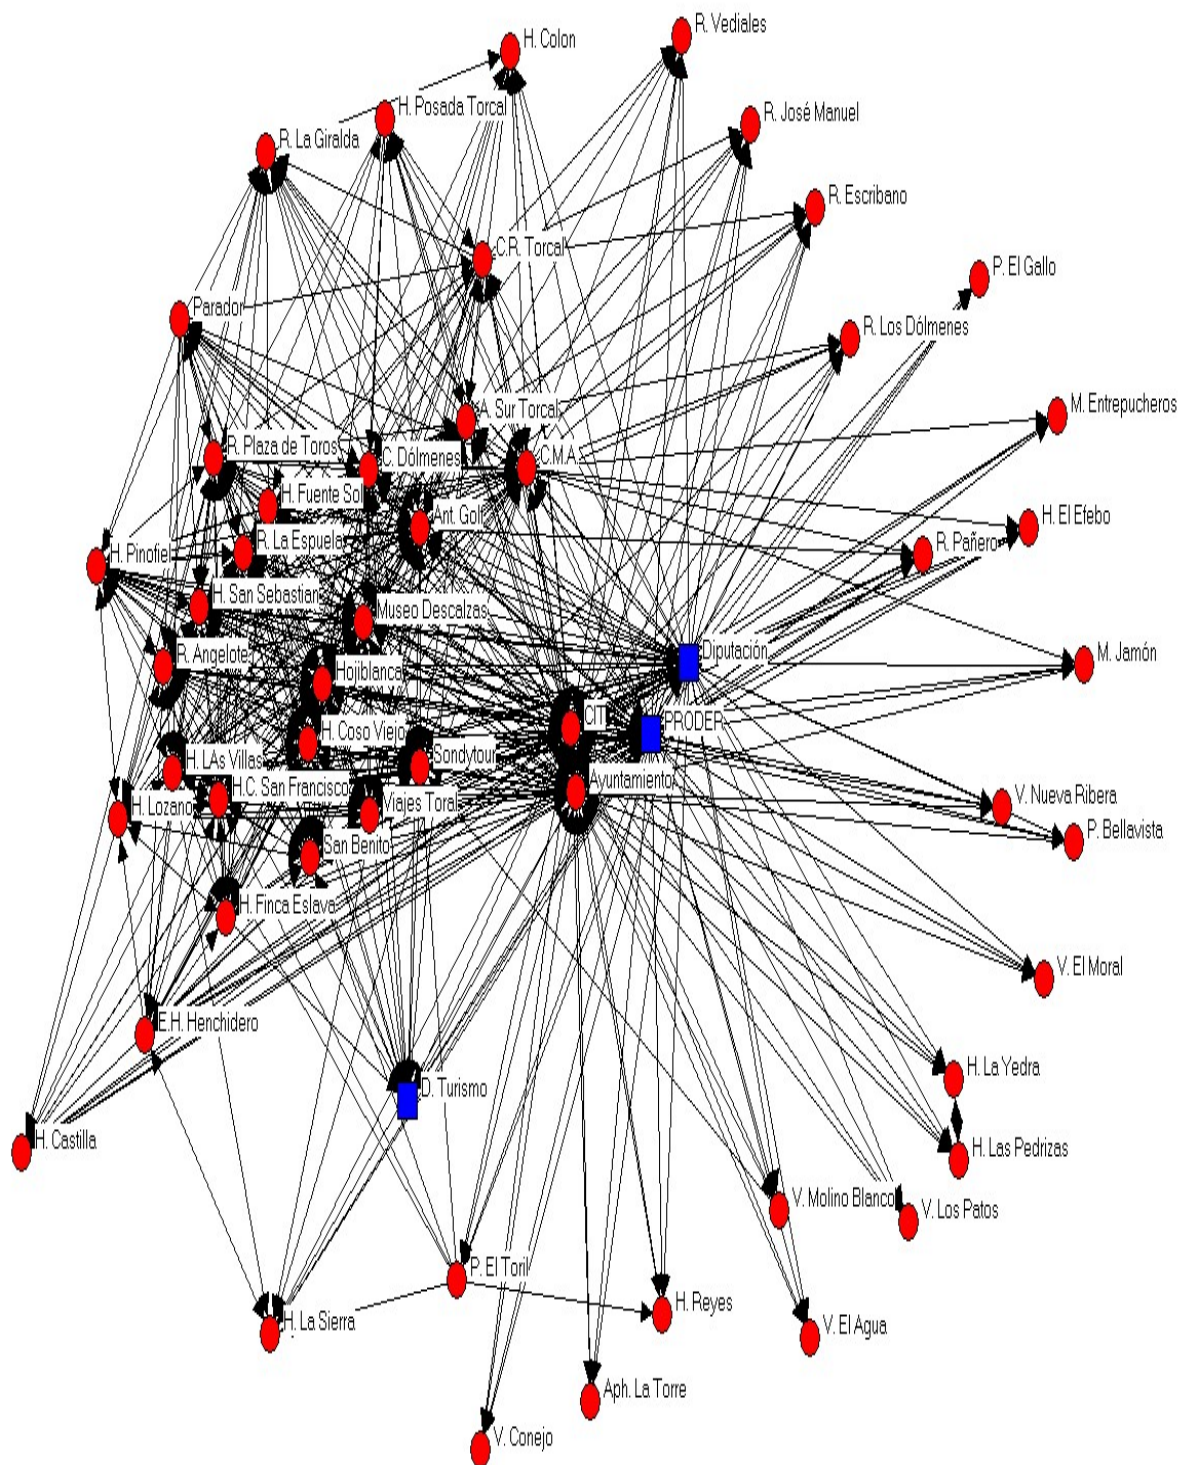 R. Vediales
H. Colon
H. Posada Torcal
R. José Manuel
R. La Giralda
R. Escribano
C.R. Torcal
P. El Gallo
Parador
R. Los Dólmenes
M. Entrepucheros
A. Sur Torcal
R. Plaza de Toros
C. Dólmenes
C.M.A.
H. Fuente Sol
Ant. Golf
H. El Efebo
R. La Espuela
R. Pañero
H. Pinofiel
H. San Sebastian
Museo Descalzas
R. Angelote
Diputación
M. Jamón
Hojiblanca
CIT
PRODER
H. Coso Viejo
H. LAs Villas
Sondytour
Ayuntamiento
H.C. San Francisco
H. Lozano
Viajes Toral
V. Nueva Ribera
P. Bellavista
San Benito
H. Finca Eslava
V. El Moral
E.H. Henchidero
H. La Yedra
D. Turismo
H. Castilla
H. Las Pedrizas
V. Molino Blanco
V. Los Patos
P. El Toril
H. Reyes
H. La Sierra
V. El Agua
Aph. La Torre
V. Conejo